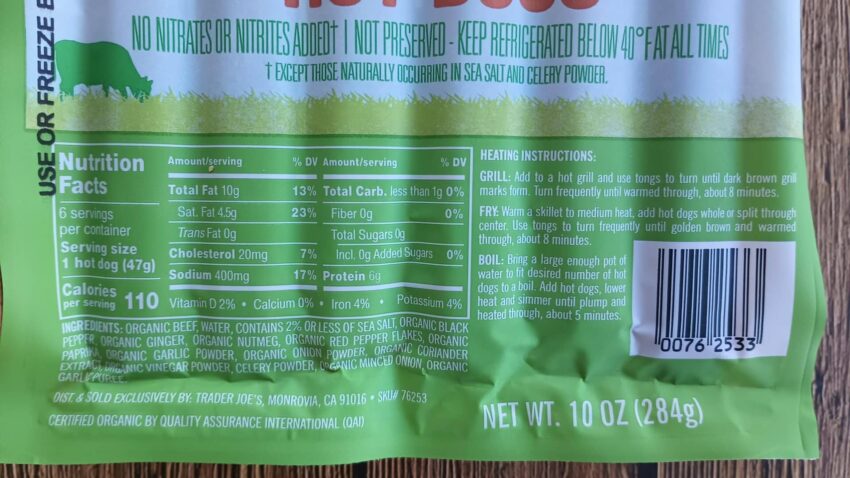 HOT DOGS
NO NITRATES OR NITRITES ADDED† | NOT PRESERVED - KEEP REFRIGERATED BELOW 40°F AT ALL TIMES
† EXCEPT THOSE NATURALLY OCCURRING IN SEA SALT AND CELERY POWDER.
USE OR FREEZE
Nutrition
Facts
6 servings
per container
Serving size
1 hot dog (47g)
Calories
per serving 110
Amount/serving % DV Amount/serving % DV
Total Fat 10g 13% Total Carb. less than 1g 0%
Sat. Fat 4.5g 23% Fiber 0g 0%
Trans Fat 0g Total Sugars 0g
Cholesterol 20mg 7% Incl. 0g Added Sugars 0%
Sodium 400mg 17% Protein 6g
Vitamin D 2% • Calcium 0% • Iron 4% • Potassium 4%
INGREDIENTS: ORGANIC BEEF, WATER, CONTAINS 2% OR LESS OF SEA SALT, ORGANIC BLACK
PEPPER, ORGANIC GINGER, ORGANIC NUTMEG, ORGANIC RED PEPPER FLAKES, ORGANIC
PAPRIKA, ORGANIC GARLIC POWDER, ORGANIC ONION POWDER, ORGANIC CORIANDER
EXTRACT, ORGANIC VINEGAR POWDER, CELERY POWDER, ORGANIC MINCED ONION, ORGANIC
GARLIC PUREE.
DIST. & SOLD EXCLUSIVELY BY: TRADER JOE'S, MONROVIA, CA 91016 • SKU# 76253
CERTIFIED ORGANIC BY QUALITY ASSURANCE INTERNATIONAL (QAI)
HEATING INSTRUCTIONS:
GRILL: Add to a hot grill and use tongs to turn until dark brown grill
marks form. Turn frequently until warmed through, about 8 minutes.
FRY: Warm a skillet to medium heat, add hot dogs whole or split through
center. Use tongs to turn frequently until golden brown and warmed
through, about 8 minutes.
BOIL: Bring a large enough pot of
water to fit desired number of hot
dogs to a boil. Add hot dogs, lower
heat and simmer until plump and
heated through, about 5 minutes.
0076 2533
NET WT. 10 OZ (284g)